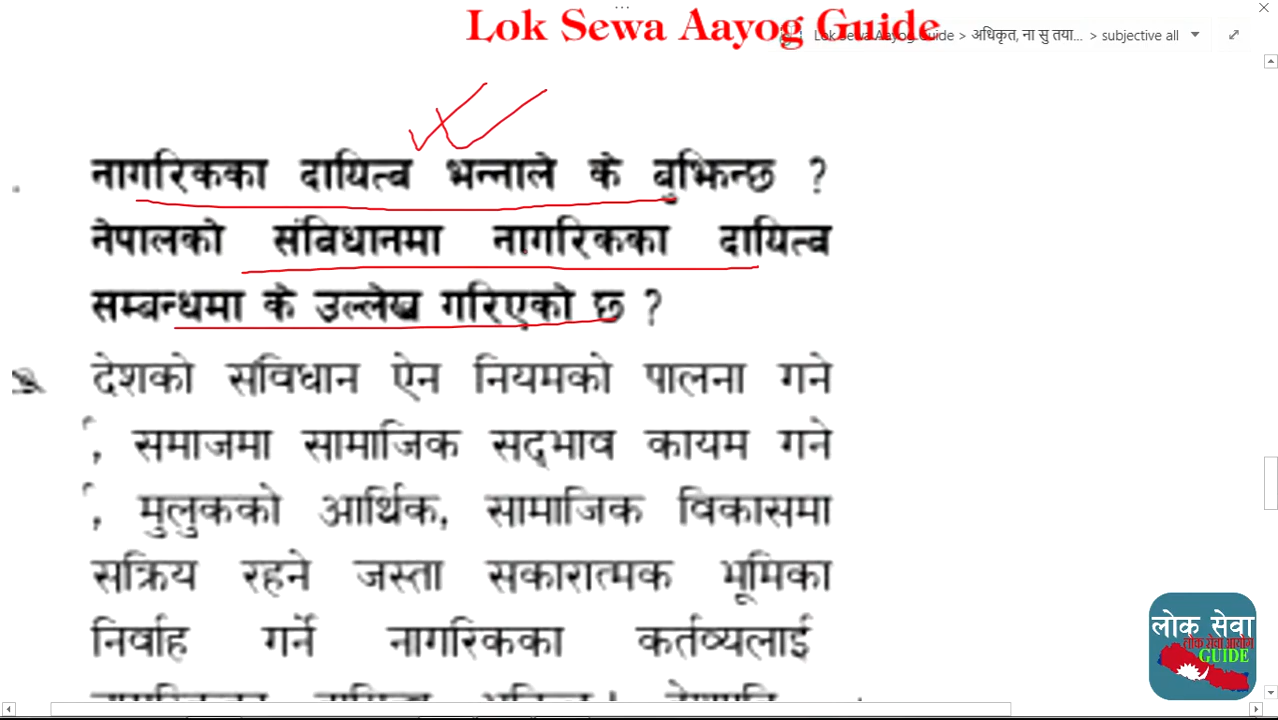 Lok Sewa Aayog Guide
Lok Sewa Aayog Guide > अधिकृत, ना सु तया... > subjective all
नागरिकका दायित्व भन्नाले के बुझिन्छ ?
नेपालको संविधानमा नागरिकका दायित्व
सम्बन्धमा के उल्लेख गरिएको छ ?
देशको संविधान ऐन नियमको पालना गर्ने
, समाजमा सामाजिक सद्भाव कायम गर्ने
, मुलुकको आर्थिक, सामाजिक विकासमा
सक्रिय रहने जस्ता सकारात्मक भूमिका
निर्वाह गर्ने नागरिकका कर्तव्यलाई
लोक सेवा
लोक सेवा आयोग
GUIDE